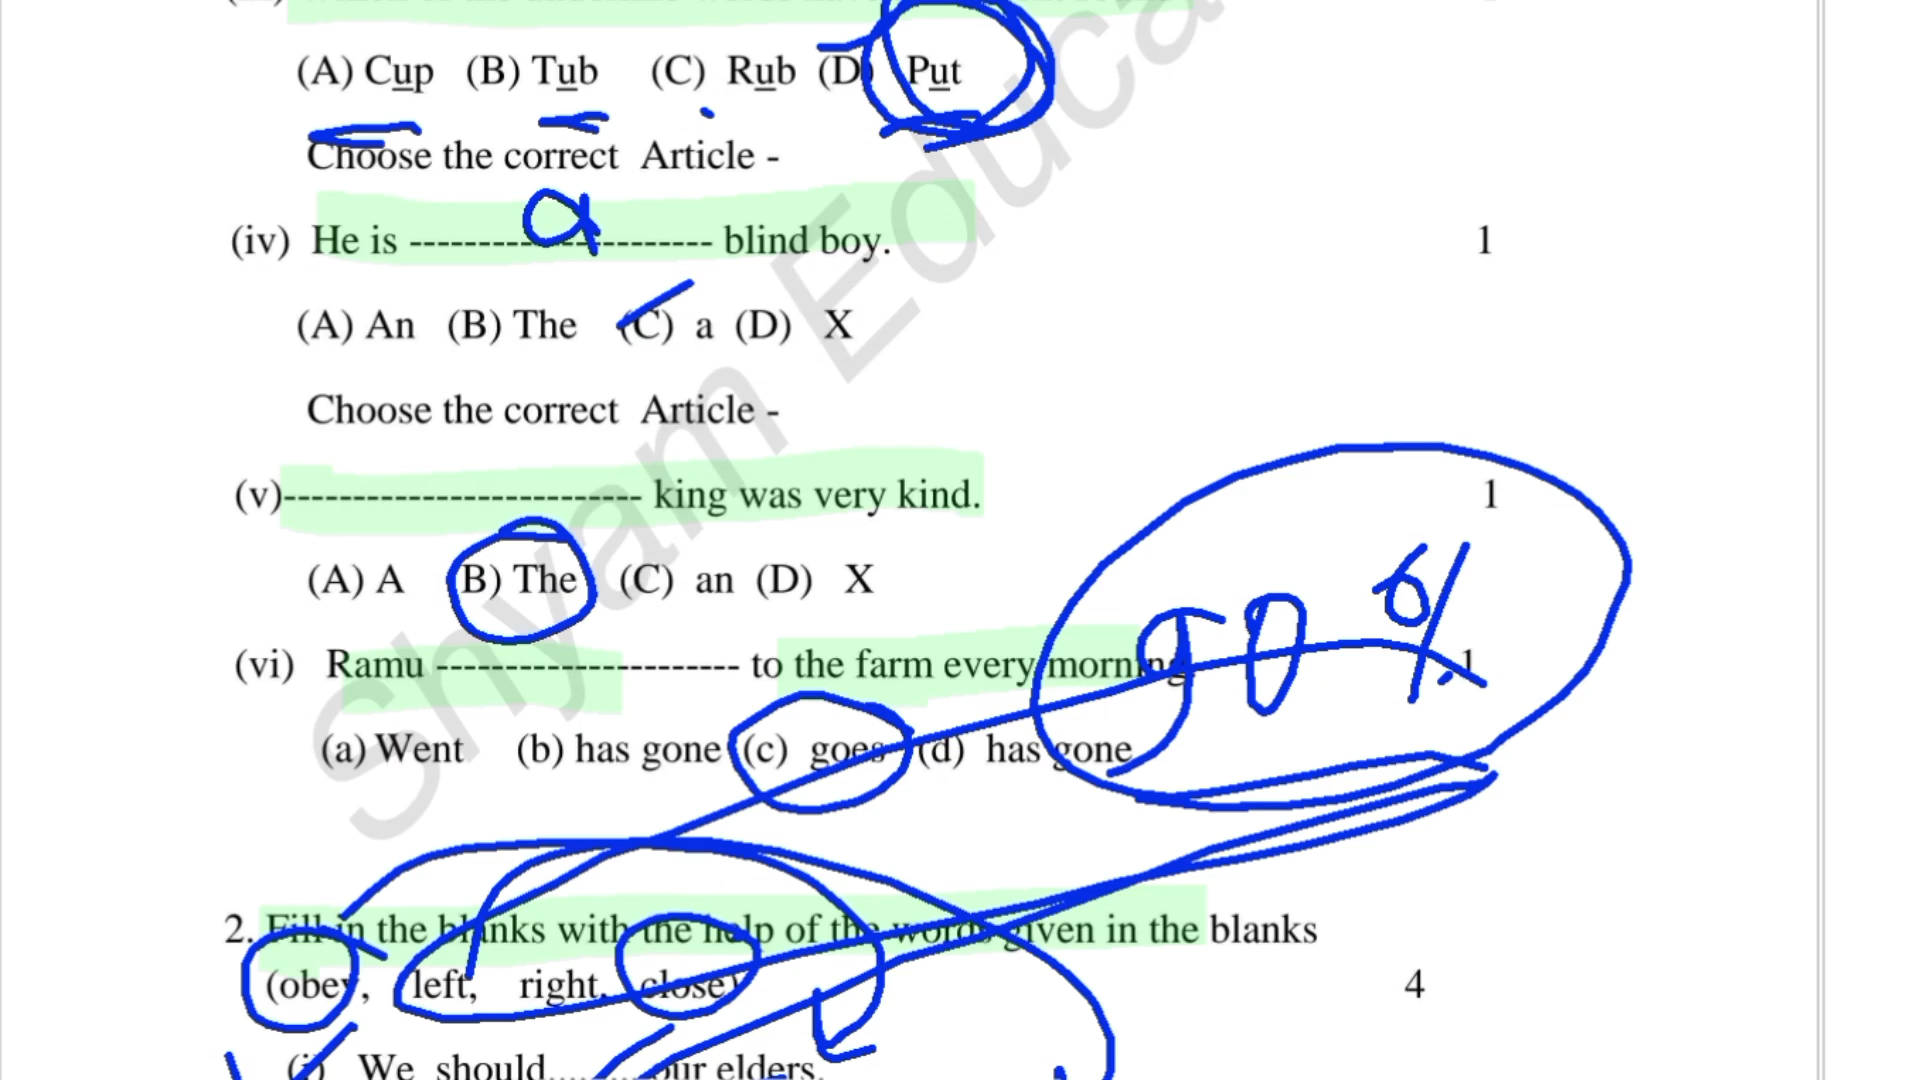 (A) Cup (B) Tub (C) Rub (D) Put
Choose the correct Article -
a
(iv) He is ---------------------- blind boy. 1
(A) An (B) The (C) a (D) X
Choose the correct Article -
(v)-------------------------- king was very kind. 1
(A) A (B) The (C) an (D) X
(vi) Ramu ---------------------- to the farm every morning. 1
(a) Went (b) has gone (c) goes (d) has gone
2. Fill in the blanks with the help of the words given in the blanks
(obey, left, right, close) 4
(i) We should..........our elders.
Shyam Educa